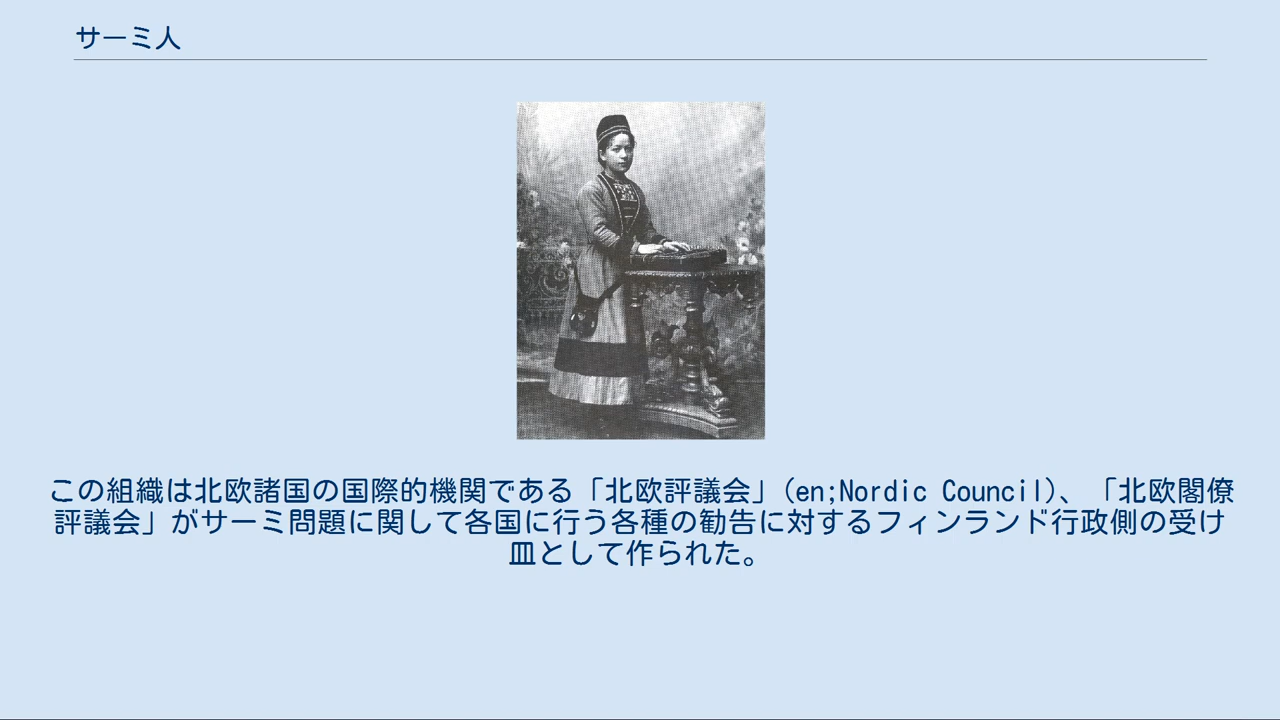 サーミ人
この組織は北欧諸国の国際的機関である「北欧評議会」(en;Nordic Council)、「北欧閣僚
評議会」がサーミ問題に関して各国に行う各種の勧告に対するフィンランド行政側の受け
皿として作られた。